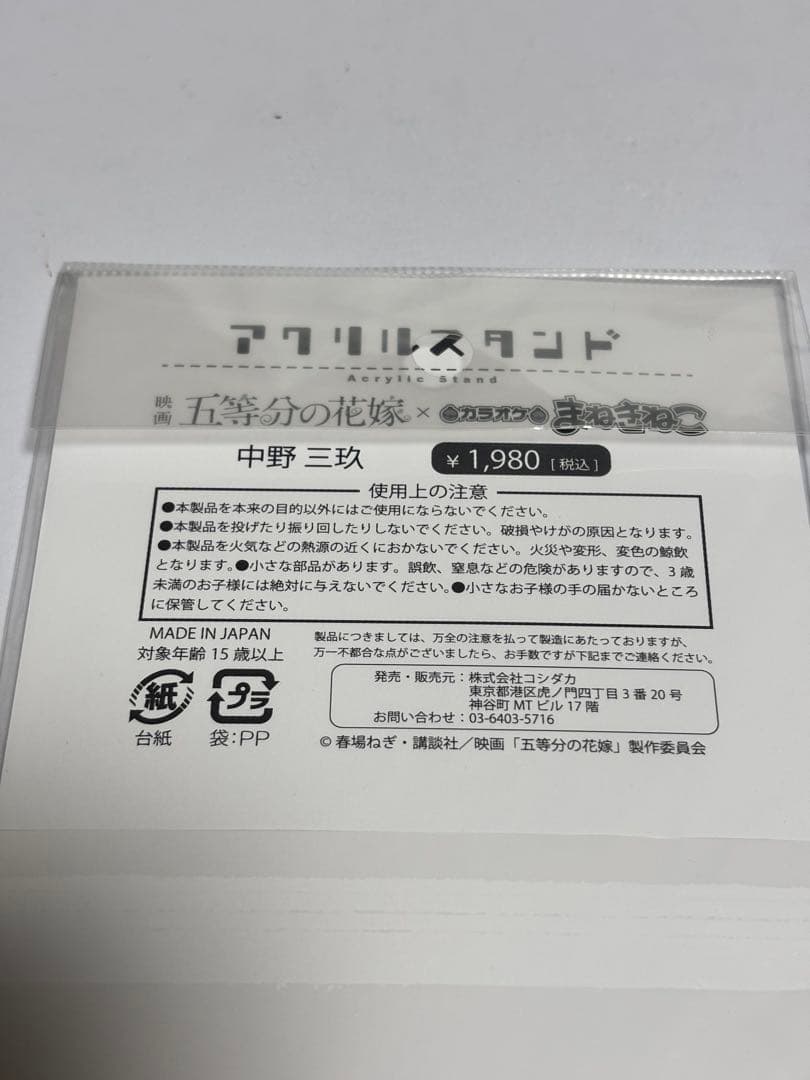 アクリルスタンド
Acrylic Stand
映画 五等分の花嫁 × カラオケ まねきねこ
中野 三玖 ¥ 1,980 [ 税込 ]
使用上の注意
●本製品を本来の目的以外にはご使用にならないでください。
●本製品を投げたり振り回したりしないでください。破損やけがの原因となります。
●本製品を火気などの熱源の近くにおかないでください。火災や変形、変色の鯨飲
となります。●小さな部品があります。誤飲、窒息などの危険がありますので、3 歳
未満のお子様には絶対に与えないでください。●小さなお子様の手の届かないところ
に保管してください。
MADE IN JAPAN
対象年齢 15 歳以上
製品につきましては、万全の注意を払って製造にあたっておりますが、
万一不都合な点がございましたら、お手数ですが下記までご連絡ください。
紙
プラ
台紙 袋:PP
発売・販売元:株式会社コシダカ
東京都港区虎ノ門四丁目 3 番 20 号
神谷町 MT ビル 17 階
お問い合わせ:03-6403-5716
© 春場ねぎ・講談社／映画「五等分の花嫁」製作委員会